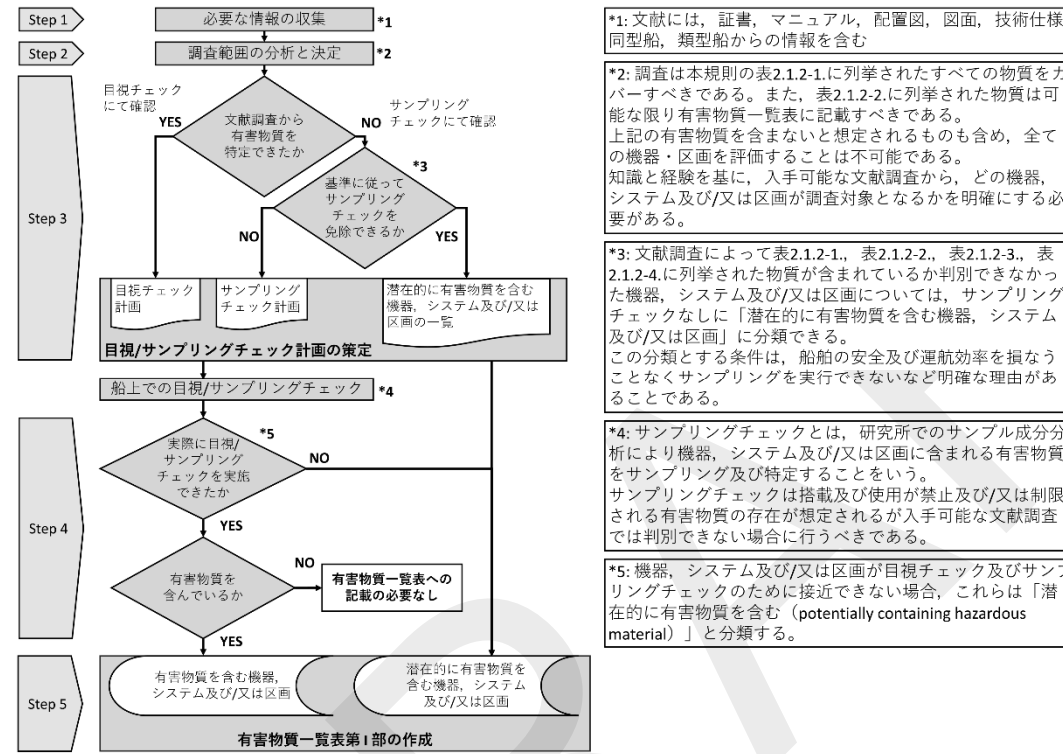 Step 1
必要な情報の収集
*1
Step 2
調査範囲の分析と決定
*2
Step 3
目視チェック
にて確認
YES
文献調査から
有害物質を
特定できたか
サンプリング
チェックにて確認
NO
*3
基準に従って
サンプリング
チェックを
免除できるか
NO
YES
目視チェック
計画
サンプリング
チェック計画
潜在的に有害物質を含む
機器，システム及び/又は
区画の一覧
目視/サンプリングチェック計画の策定
Step 4
船上での目視/サンプリングチェック
*4
*5
実際に目視/
サンプリング
チェックを実施
できたか
NO
YES
有害物質を
含んでいるか
NO
有害物質一覧表への
記載の必要なし
YES
Step 5
有害物質を含む機器，
システム及び/又は区画
潜在的に有害物質を
含む機器，システム
及び/又は区画
有害物質一覧表第I部の作成
*1: 文献には，証書，マニュアル，配置図，図面，技術仕様
同型船，類型船からの情報を含む
*2: 調査は本規則の表2.1.2-1.に列挙されたすべての物質をカ
バーすべきである。また，表2.1.2-2.に列挙された物質は可
能な限り有害物質一覧表に記載すべきである。
上記の有害物質を含まないと想定されるものも含め，全て
の機器・区画を評価することは不可能である。
知識と経験を基に，入手可能な文献調査から，どの機器，
システム及び/又は区画が調査対象となるかを明確にする必
要がある。
*3: 文献調査によって表2.1.2-1.，表2.1.2-2.，表2.1.2-3.，表
2.1.2-4.に列挙された物質が含まれているか判別できなかっ
た機器，システム及び/又は区画については，サンプリング
チェックなしに「潜在的に有害物質を含む機器，システム
及び/又は区画」に分類できる。
この分類とする条件は，船舶の安全及び運航効率を損なう
ことなくサンプリングを実行できないなど明確な理由があ
ることである。
*4: サンプリングチェックとは，研究所でのサンプル成分分
析により機器，システム及び/又は区画に含まれる有害物質
をサンプリング及び特定することをいう。
サンプリングチェックは搭載及び使用が禁止及び/又は制限
される有害物質の存在が想定されるが入手可能な文献調査
では判別できない場合に行うべきである。
*5: 機器，システム及び/又は区画が目視チェック及びサンプ
リングチェックのために接近できない場合，これらは「潜
在的に有害物質を含む（potentially containing hazardous
material）」と分類する。